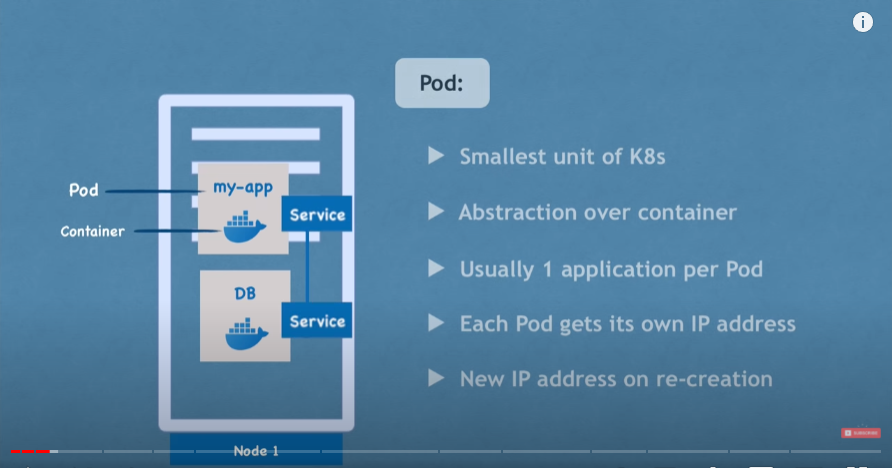 i
Pod:
Pod
Container
my-app
Service
DB
Service
Node 1
Smallest unit of K8s
Abstraction over container
Usually 1 application per Pod
Each Pod gets its own IP address
New IP address on re-creation
SUBSCRIBE